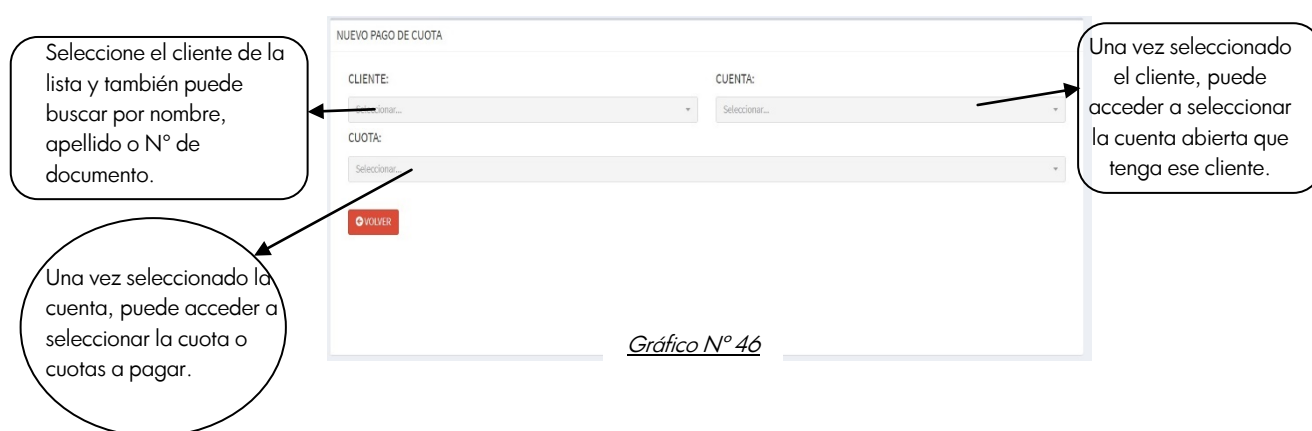 Seleccione el cliente de la
lista y también puede
buscar por nombre,
apellido o N° de
documento.
NUEVO PAGO DE CUOTA
CLIENTE:
Seleccionar...
CUENTA:
Seleccionar...
CUOTA:
Seleccionar...
VOLVER
Una vez seleccionado
el cliente, puede
acceder a seleccionar
la cuenta abierta que
tenga ese cliente.
Una vez seleccionado la
cuenta, puede acceder a
seleccionar la cuota o
cuotas a pagar.
Gráfico N° 46